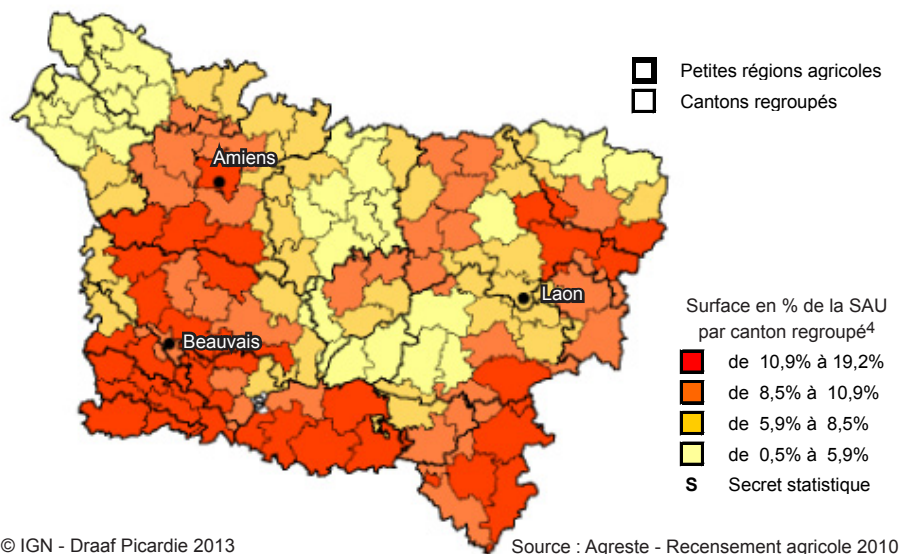 Petites régions agricoles
Cantons regroupés
Amiens
Laon
Beauvais
S
Surface en % de la SAU
par canton regroupé4
de 10,9% à 19,2%
de 8,5% à 10,9%
de 5,9% à 8,5%
de 0,5% à 5,9%
S Secret statistique
© IGN - Draaf Picardie 2013
Source : Agreste - Recensement agricole 2010